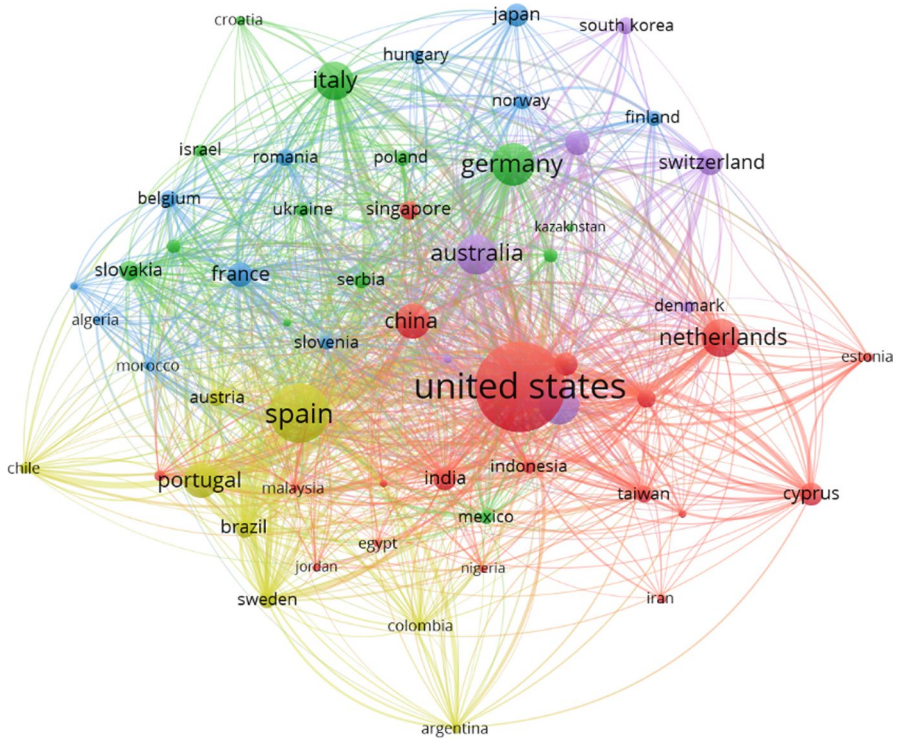 japan
croatia
south korea
hungary
italy
norway
finland
israel
romania
poland
germany
switzerland
belgium
ukraine
singapore
kazakhstan
australia
slovakia
france
serbia
denmark
algeria
china
netherlands
slovenia
estonia
morocco
united states
austria
spain
chile
indonesia
portugal
malaysia
india
taiwan
cyprus
mexico
brazil
egypt
jordan
nigeria
sweden
iran
colombia
argentina